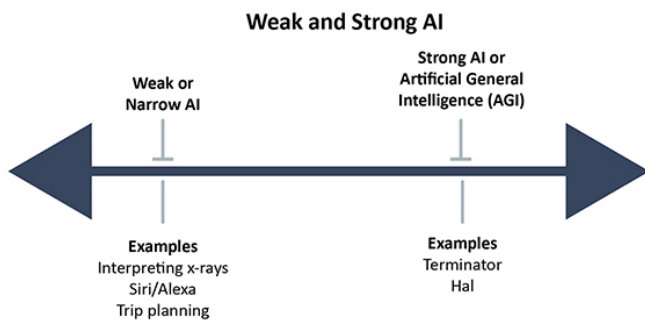 Weak and Strong AI
Weak or
Narrow AI
Strong AI or
Artificial General
Intelligence (AGI)
Examples
Interpreting x-rays
Siri/Alexa
Trip planning
Examples
Terminator
Hal